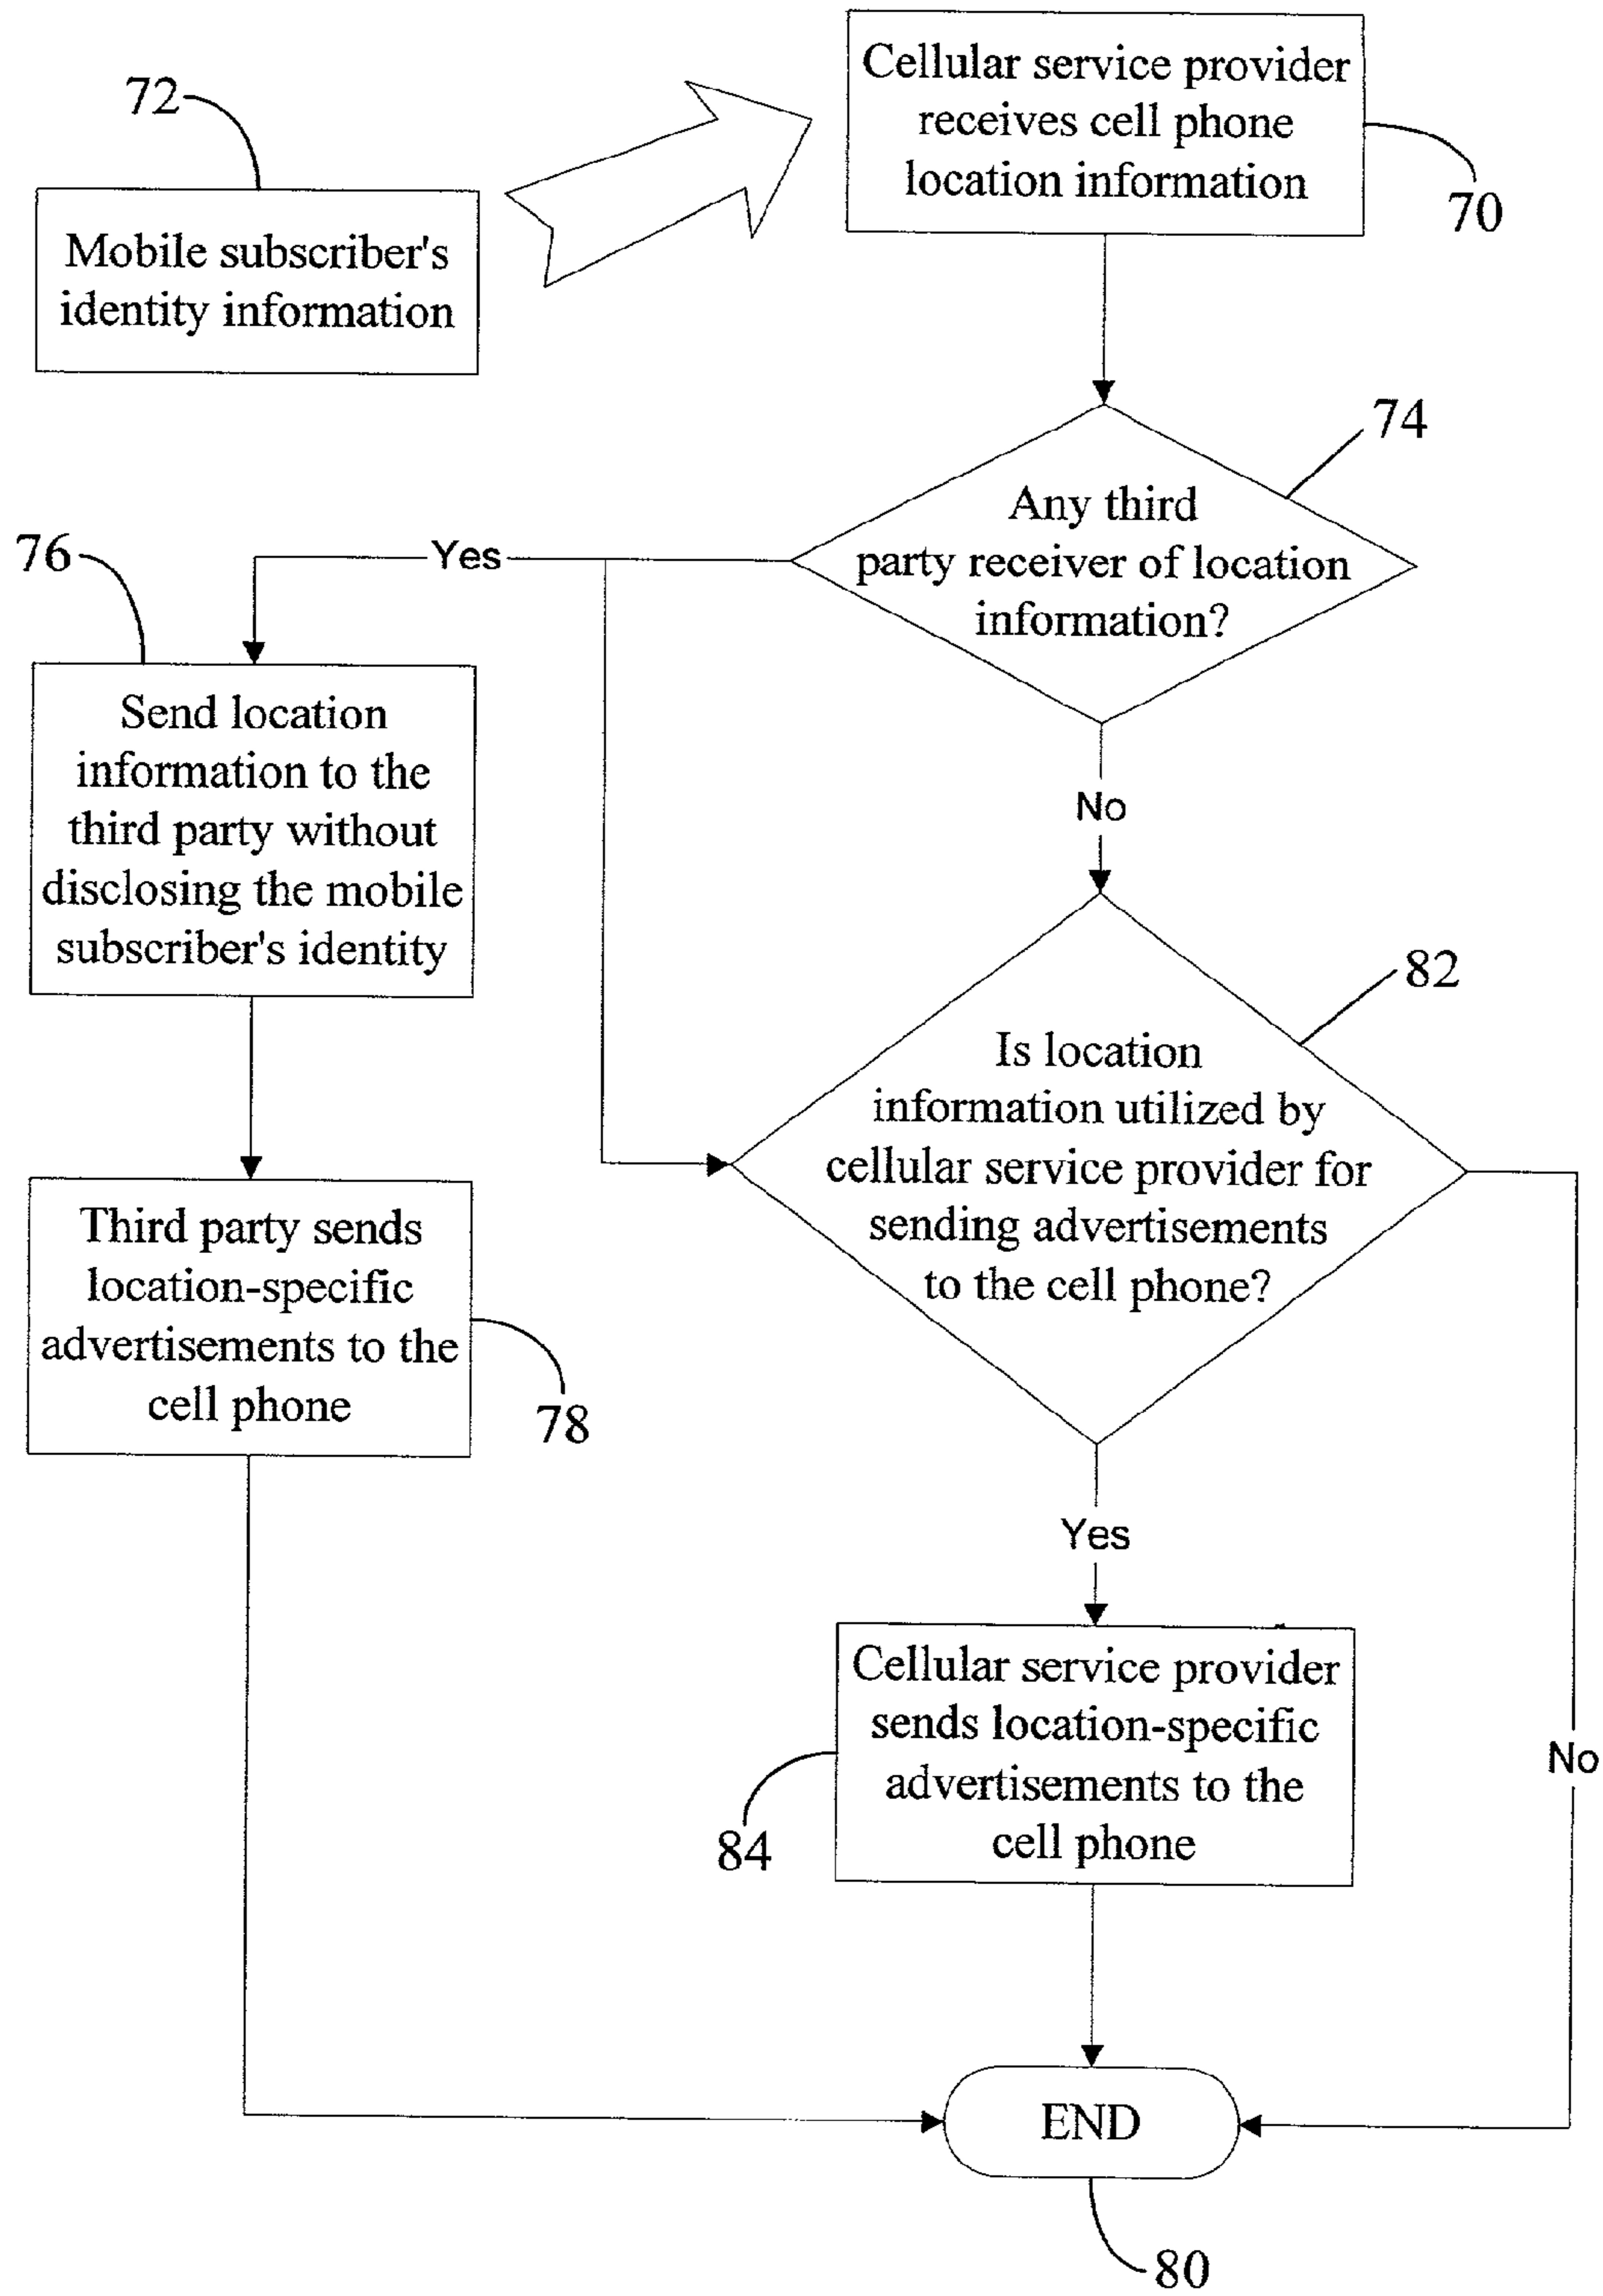 Cellular service provider
receives cell phone
location information
70
72
Mobile subscriber's
identity information
74
Any third
party receiver of location
information?
Yes
No
76
Send location
information to the
third party without
disclosing the mobile
subscriber's identity
82
Is location
information utilized by
cellular service provider for
sending advertisements
to the cell phone?
Third party sends
location-specific
advertisements to the
cell phone
78
Yes
No
Cellular service provider
sends location-specific
advertisements to the
cell phone
84
END
80